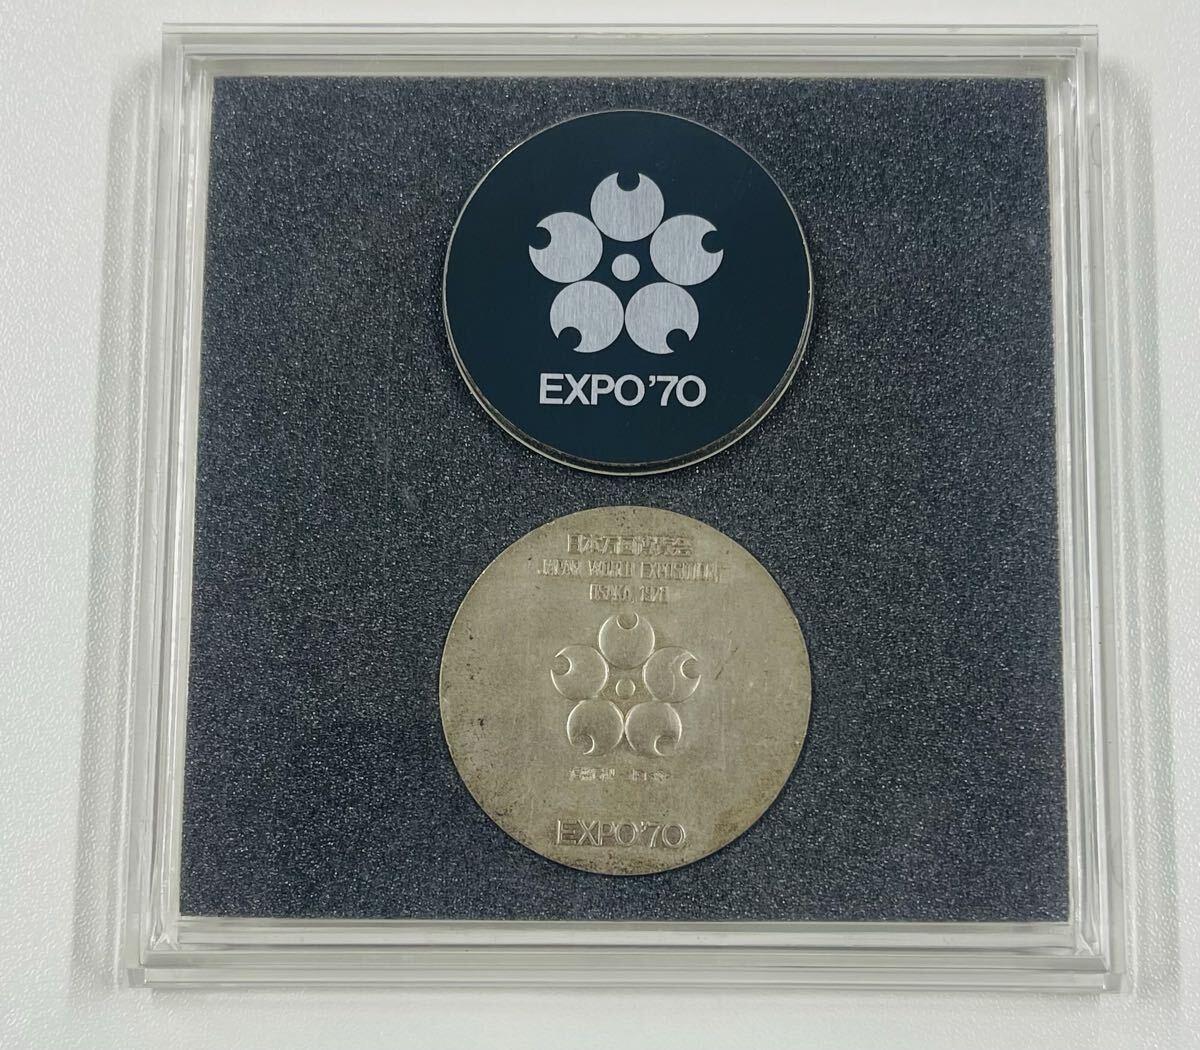 EXPO'70
日本万国博覧会
JAPAN WORLD EXPOSITION
OSAKA, 1970
EXPO'70